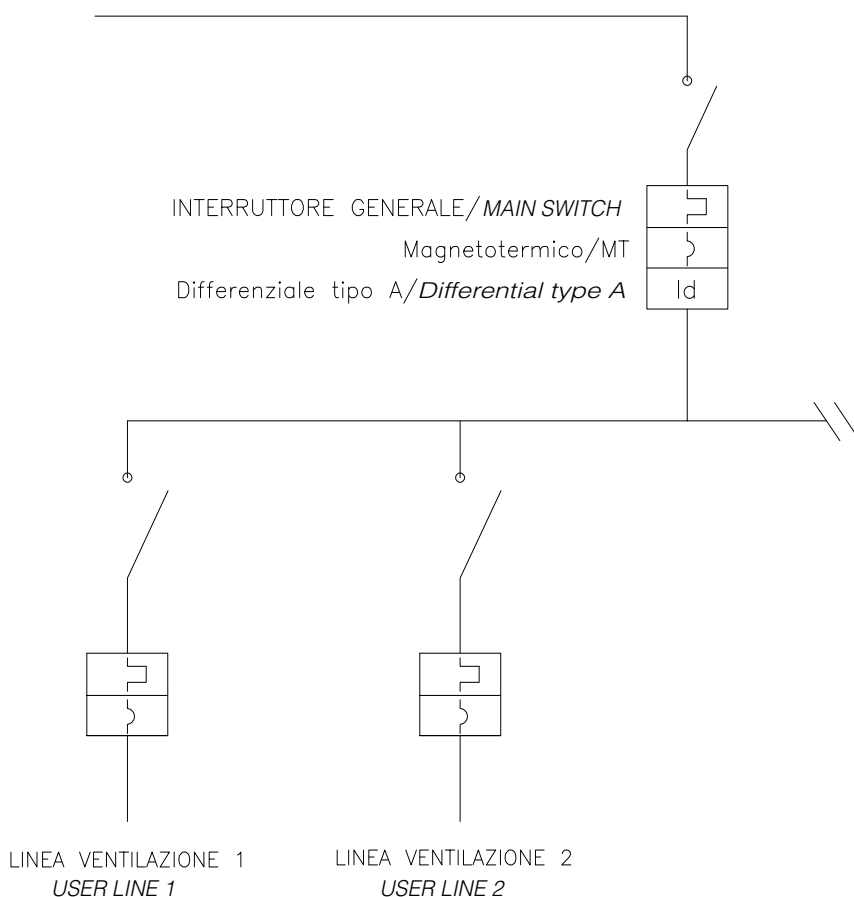 INTERRUTTORE GENERALE/MAIN SWITCH
Magnetotermico/MT
Differenziale tipo A/Differential type A
Id
LINEA VENTILAZIONE 1
USER LINE 1
LINEA VENTILAZIONE 2
USER LINE 2